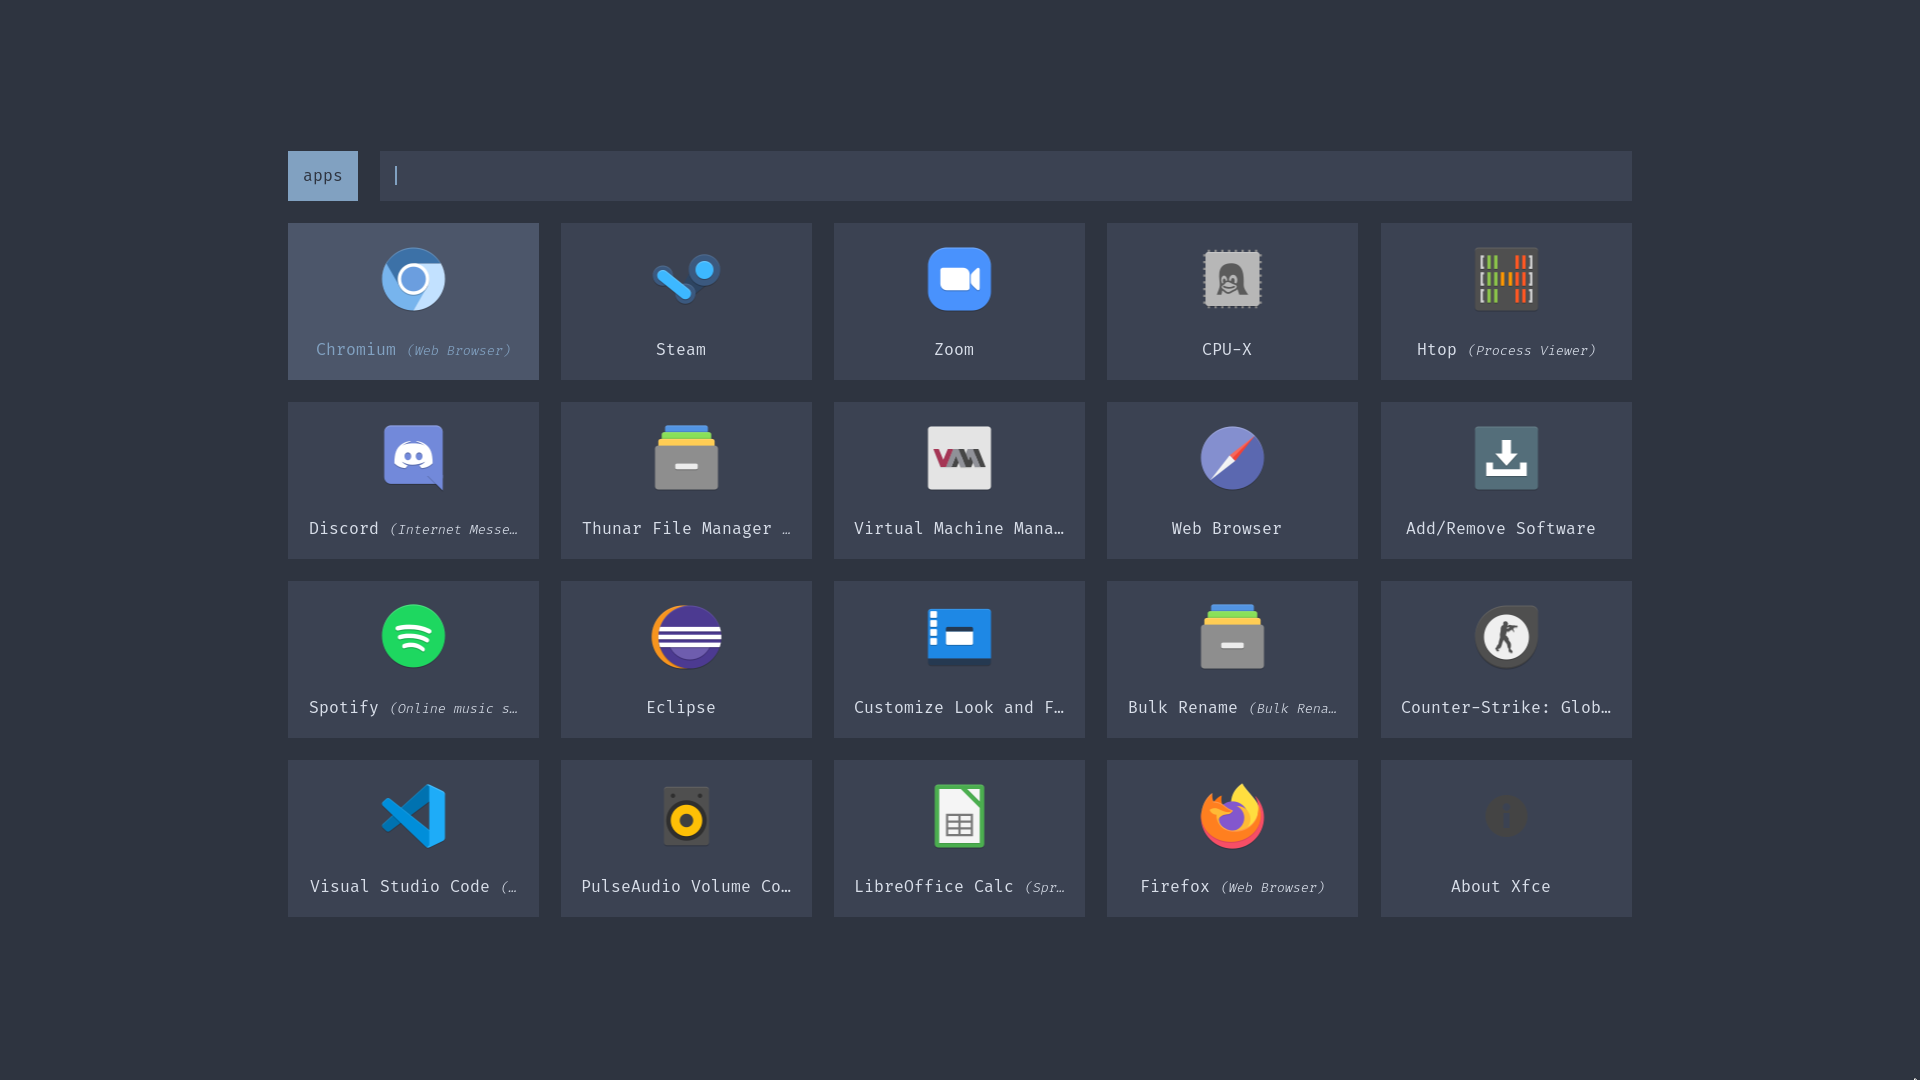 apps
Chromium (Web Browser)
Steam
Zoom
CPU-X
Htop (Process Viewer)
Discord (Internet Messe…
Thunar File Manager …
Virtual Machine Mana…
Web Browser
Add/Remove Software
Spotify (Online music s…
Eclipse
Customize Look and F…
Bulk Rename (Bulk Rena…
Counter-Strike: Glob…
Visual Studio Code (…
PulseAudio Volume Co…
LibreOffice Calc (Spr…
Firefox (Web Browser)
About Xfce